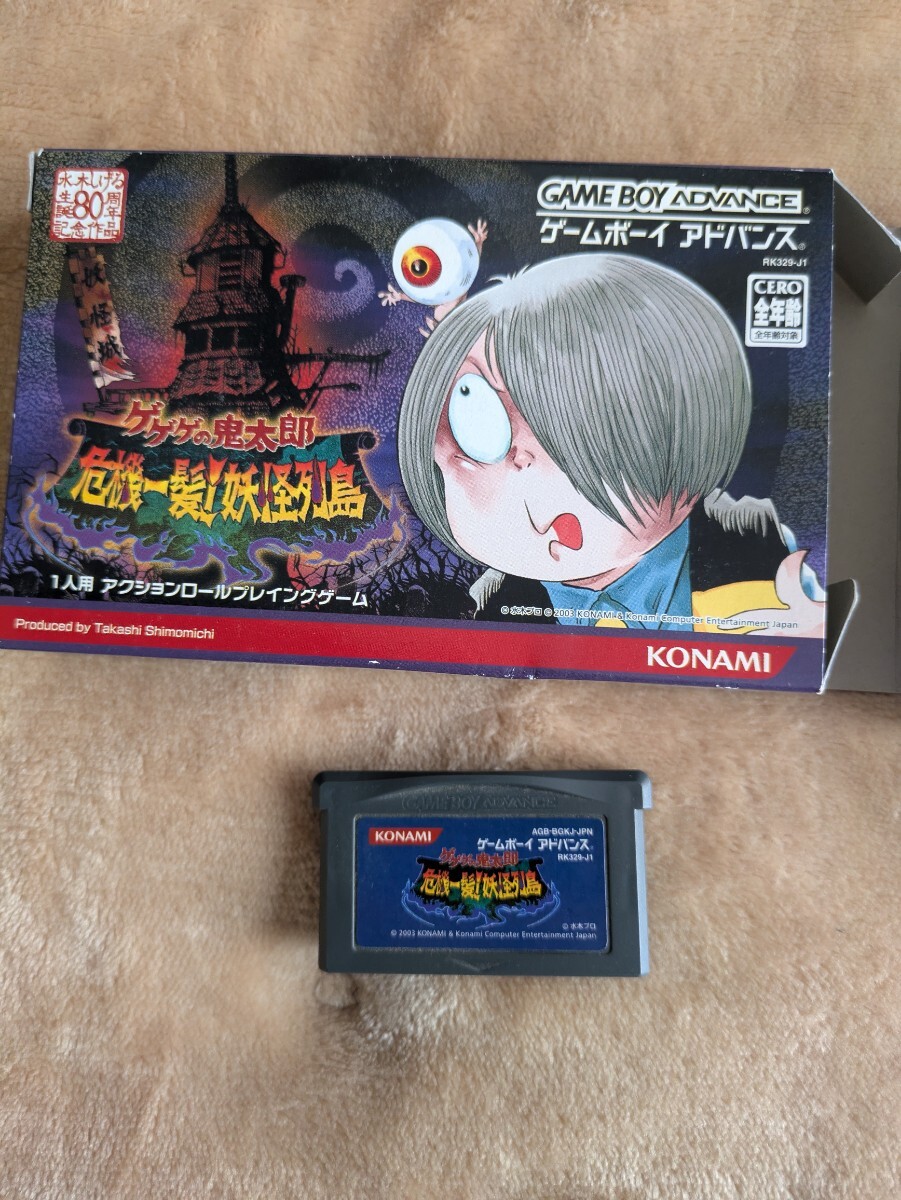 水木しげる
生誕80周年
記念作品
GAME BOY ADVANCE
ゲームボーイ アドバンス
RK329-J1
CERO
全年齢
全年齢対象
妖怪城
ゲゲゲの鬼太郎
危機一髪!妖怪列島
1人用 アクションロールプレイングゲーム
© 水木プロ © 2003 KONAMI & Konami Computer Entertainment Japan
Produced by Takashi Shimomichi
KONAMI
GAME BOY ADVANCE
KONAMI
AGB-BGKJ-JPN
ゲームボーイ アドバンス
RK329-J1
ゲゲゲの鬼太郎
危機一髪!妖怪列島
© 水木プロ
© 2003 KONAMI & Konami Computer Entertainment Japan